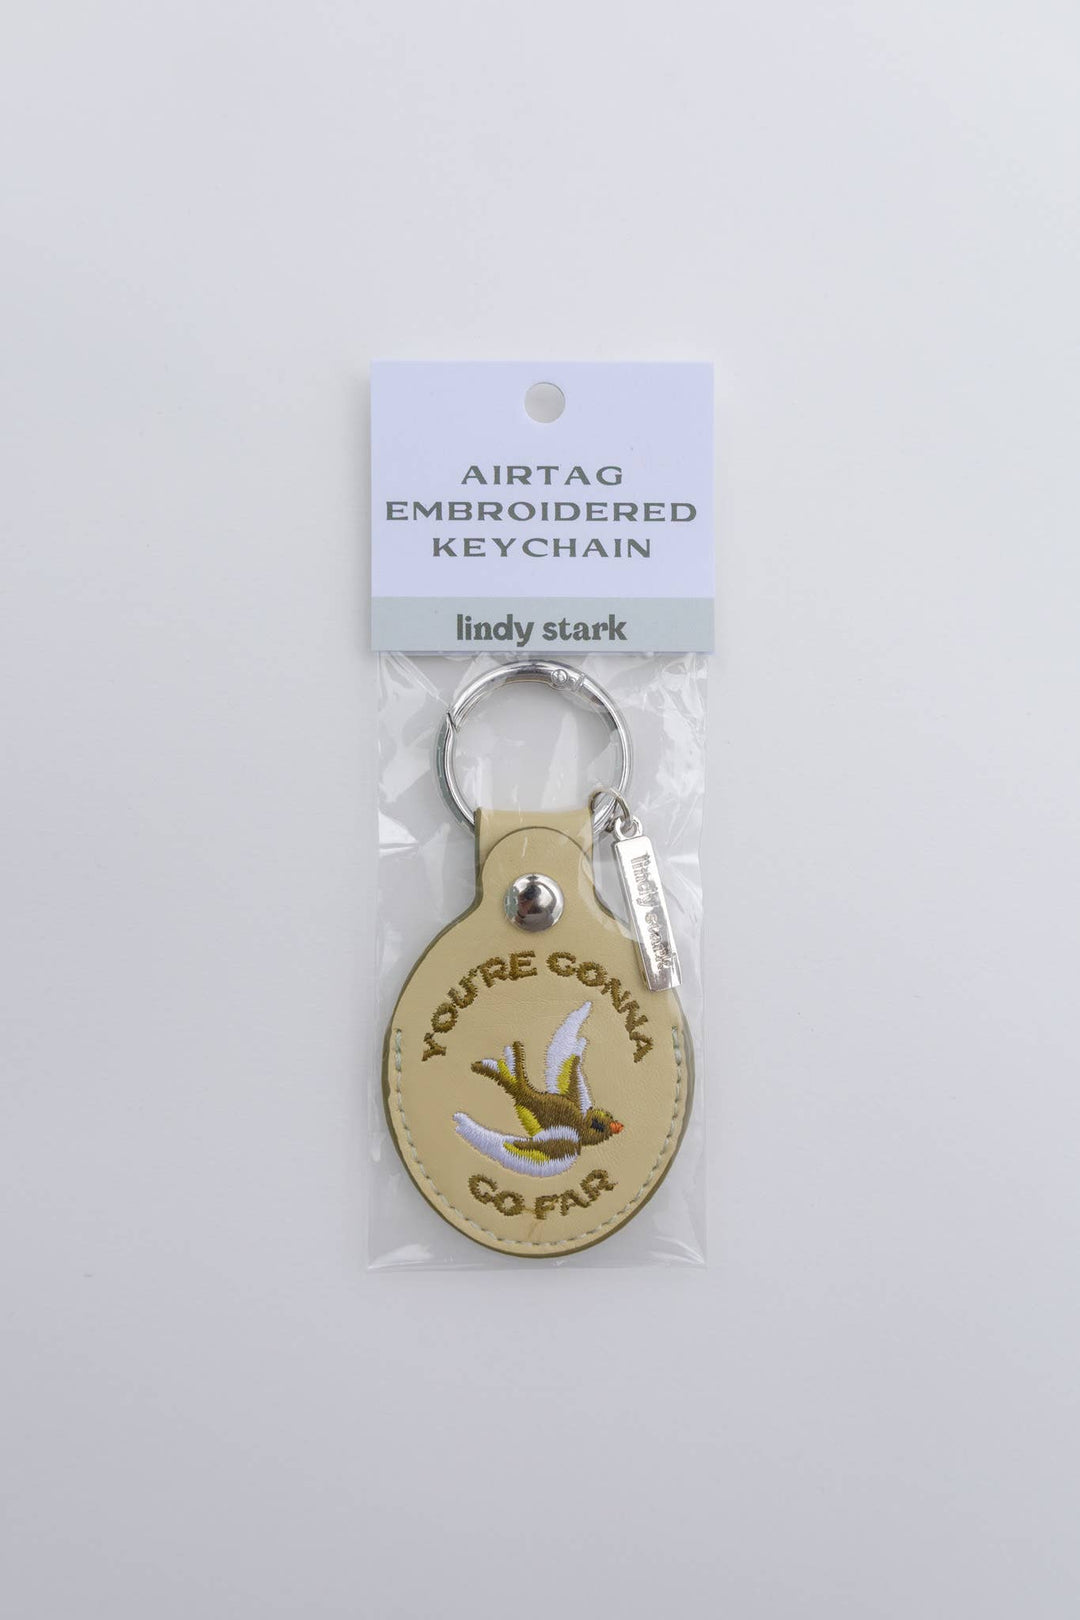 AIRTAG
EMBROIDERED
KEYCHAIN
lindy stark
lindy stark
YOU'RE GONNA
GO FAR